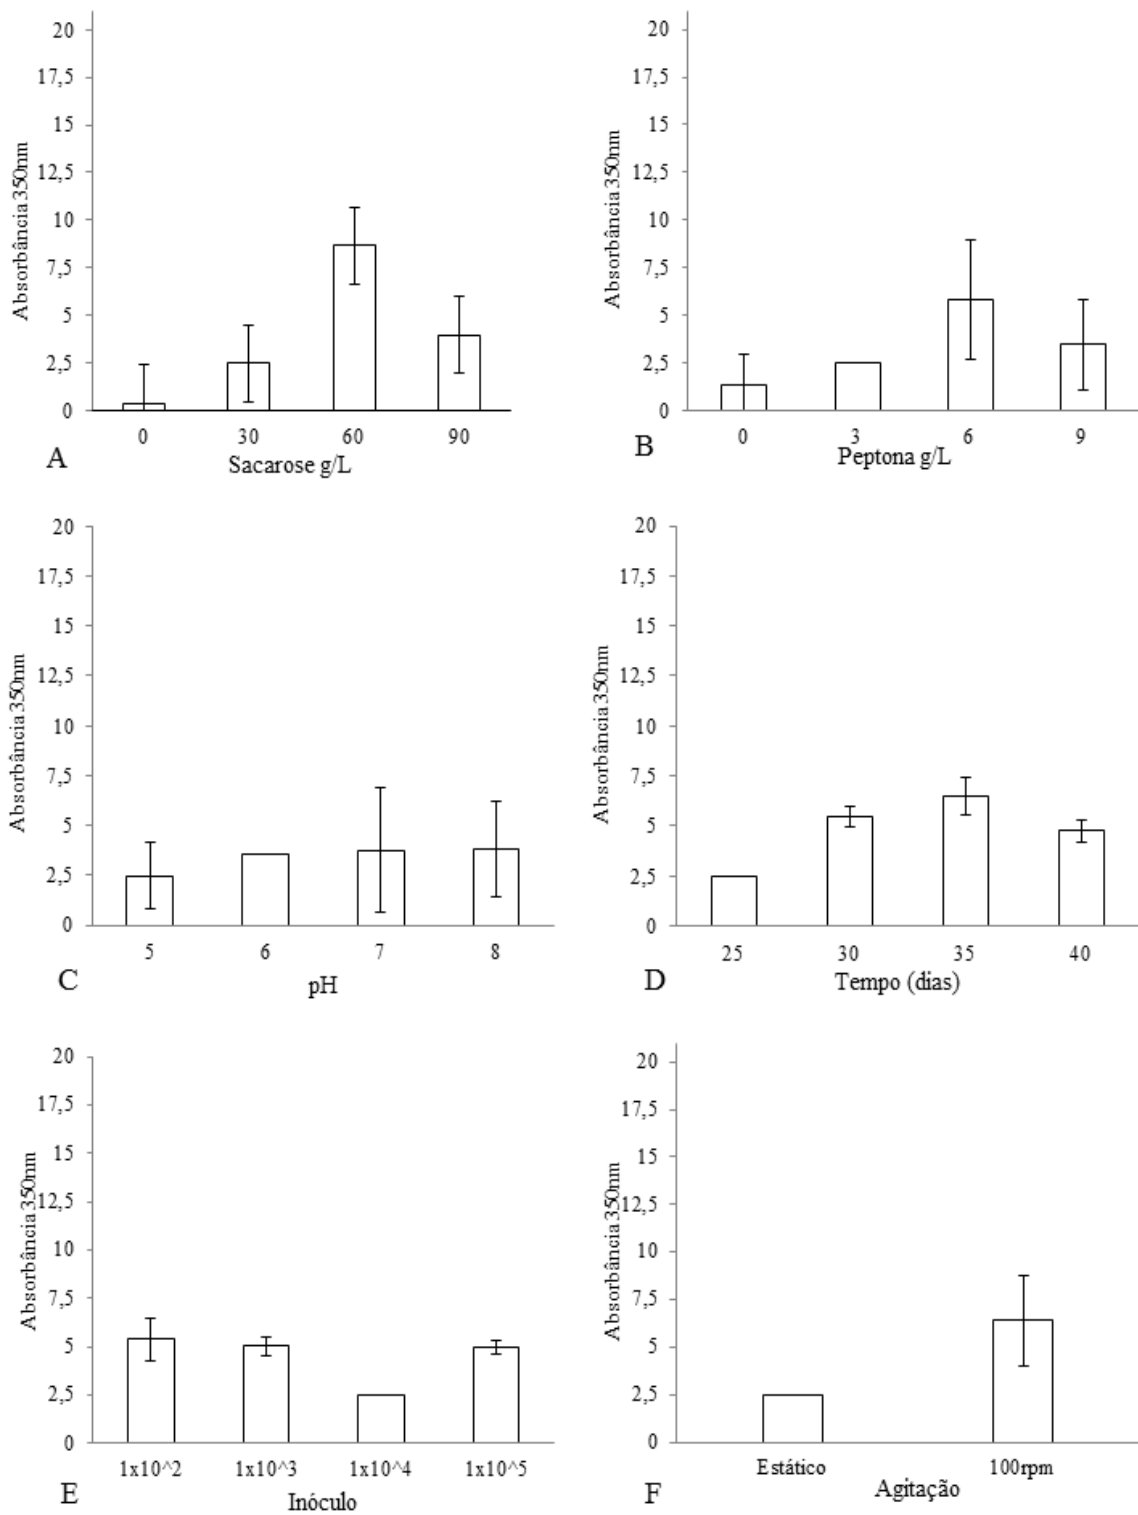 20
17,5
15
12,5
10
7,5
5
2,5
0
Absorbância 350nm
0 30 60 90
A
Sacarose g/L
20
17,5
15
12,5
10
7,5
5
2,5
0
Absorbância 350nm
0 3 6 9
B
Peptona g/L
20
17,5
15
12,5
10
7,5
5
2,5
0
Absorbância 350nm
5 6 7 8
C
pH
20
17,5
15
12,5
10
7,5
5
2,5
0
Absorbância 350nm
25 30 35 40
D
Tempo (dias)
20
17,5
15
12,5
10
7,5
5
2,5
0
Absorbância 350nm
1x10^2 1x10^3 1x10^4 1x10^5
E
Inóculo
20
17,5
15
12,5
10
7,5
5
2,5
0
Absorbância 350nm
Estático 100rpm
F
Agitação